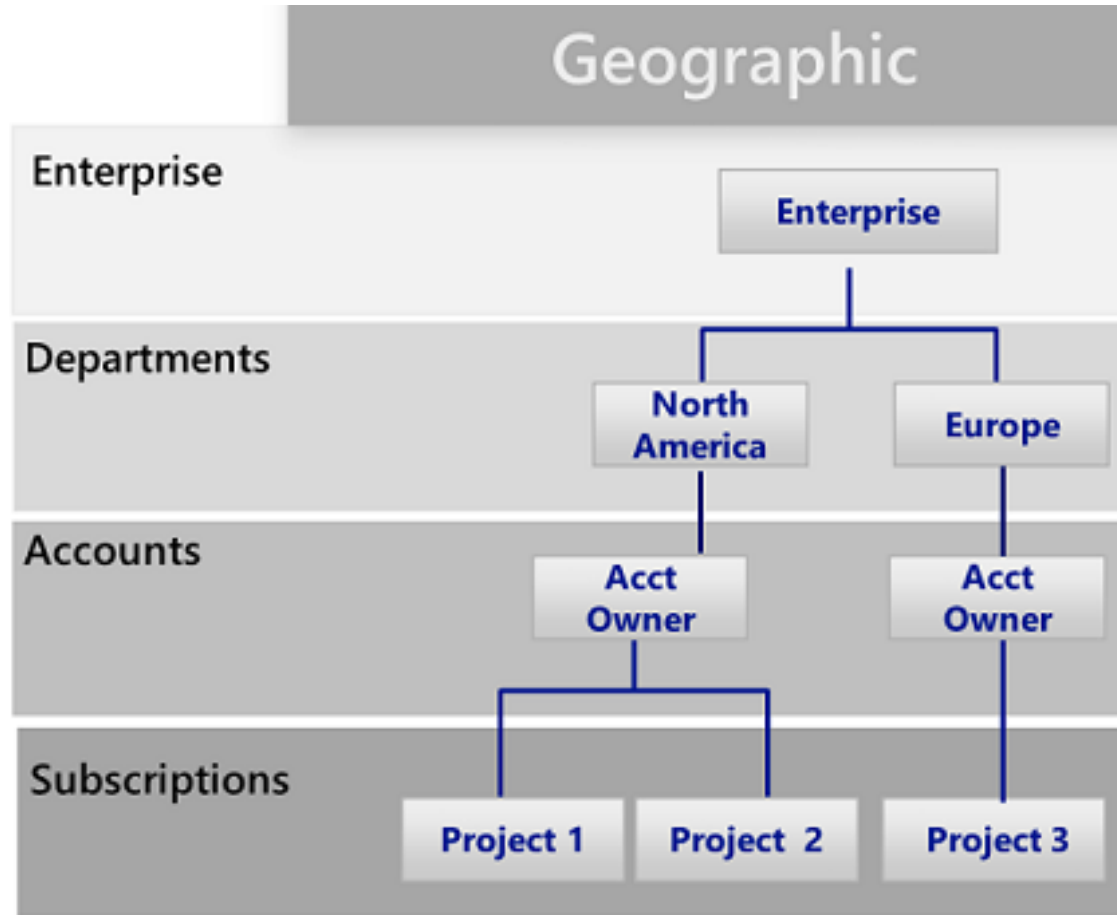 Geographic
Enterprise
Enterprise
Departments
North
America
Europe
Accounts
Acct
Owner
Acct
Owner
Subscriptions
Project 1
Project 2
Project 3